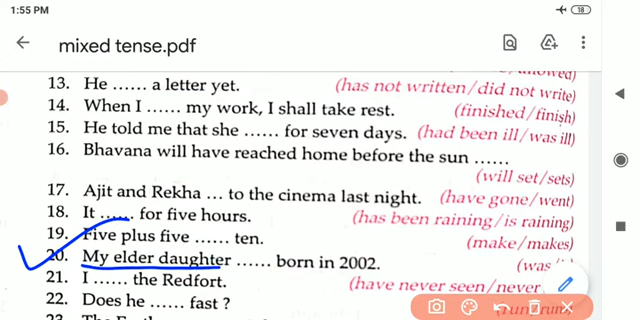 1:55 PM
18
mixed tense.pdf
13. He ...... a letter yet. (has not written/did not write)
14. When I ...... my work, I shall take rest. (finished/finish)
15. He told me that she ...... for seven days. (had been ill/was ill)
16. Bhavana will have reached home before the sun ......
(will set/sets)
17. Ajit and Rekha ... to the cinema last night. (have gone/went)
18. It ...... for five hours. (has been raining/is raining)
19. Five plus five ...... ten. (make/makes)
20. My elder daughter ...... born in 2002. (was
21. I ...... the Redfort. (have never seen/never
22. Does he ...... fast ?